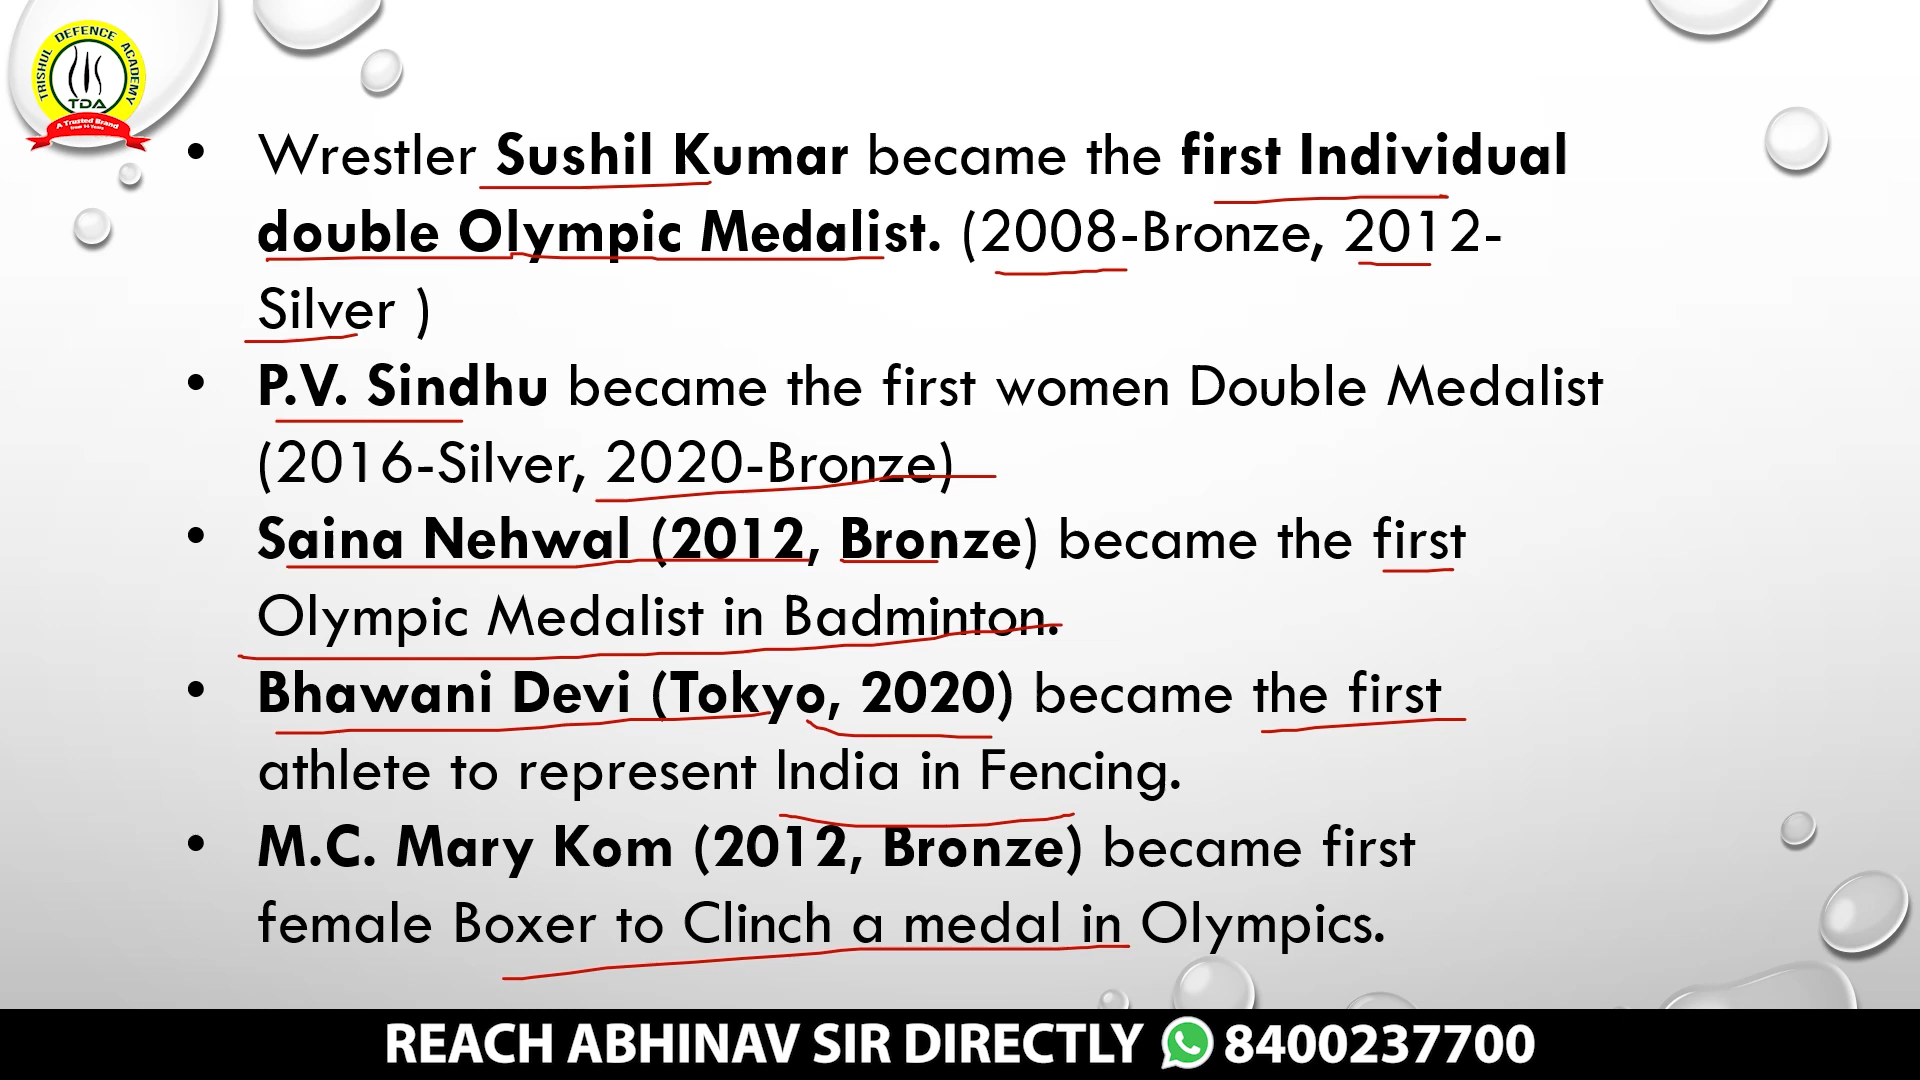 TRISHUL DEFENCE ACADEMY
TDA
A Trusted Brand
from 14 Years
• Wrestler Sushil Kumar became the first Individual
double Olympic Medalist. (2008-Bronze, 2012-
Silver )
• P.V. Sindhu became the first women Double Medalist
(2016-Silver, 2020-Bronze)
• Saina Nehwal (2012, Bronze) became the first
Olympic Medalist in Badminton.
• Bhawani Devi (Tokyo, 2020) became the first
athlete to represent India in Fencing.
• M.C. Mary Kom (2012, Bronze) became first
female Boxer to Clinch a medal in Olympics.
REACH ABHINAV SIR DIRECTLY 8400237700